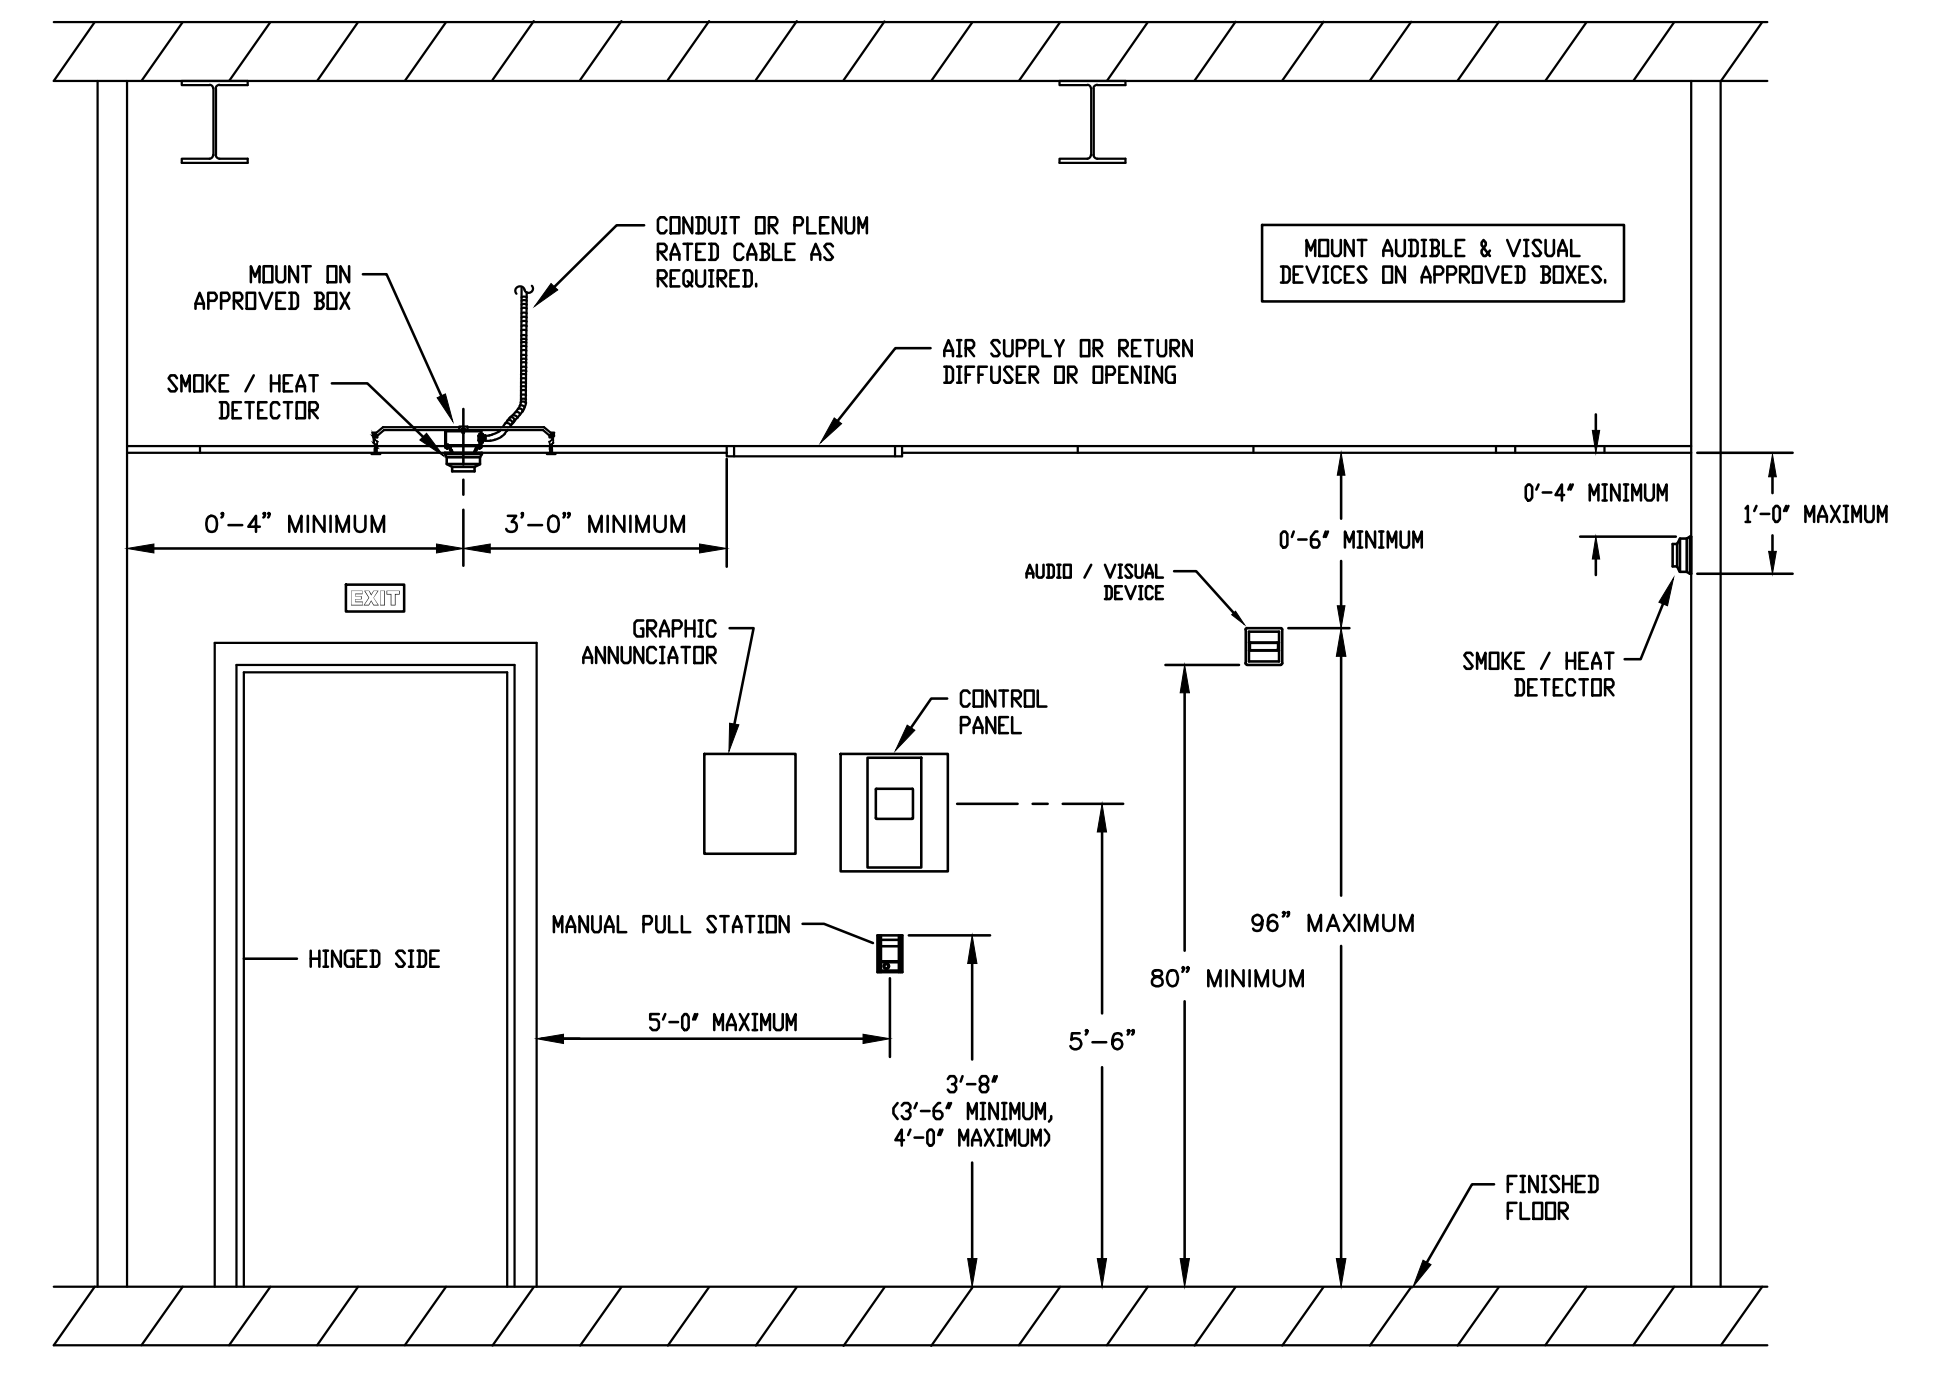 CONDUIT OR PLENUM
RATED CABLE AS
REQUIRED.
MOUNT AUDIBLE & VISUAL
DEVICES ON APPROVED BOXES.
MOUNT ON
APPROVED BOX
AIR SUPPLY OR RETURN
DIFFUSER OR OPENING
SMOKE / HEAT
DETECTOR
0'-4" MINIMUM
1'-0" MAXIMUM
0'-4" MINIMUM
3'-0" MINIMUM
0'-6" MINIMUM
AUDIO / VISUAL
DEVICE
EXIT
GRAPHIC
ANNUNCIATOR
SMOKE / HEAT
DETECTOR
CONTROL
PANEL
MANUAL PULL STATION
96" MAXIMUM
HINGED SIDE
80" MINIMUM
5'-0" MAXIMUM
5'-6"
3'-8"
(3'-6" MINIMUM,
4'-0" MAXIMUM)
FINISHED
FLOOR